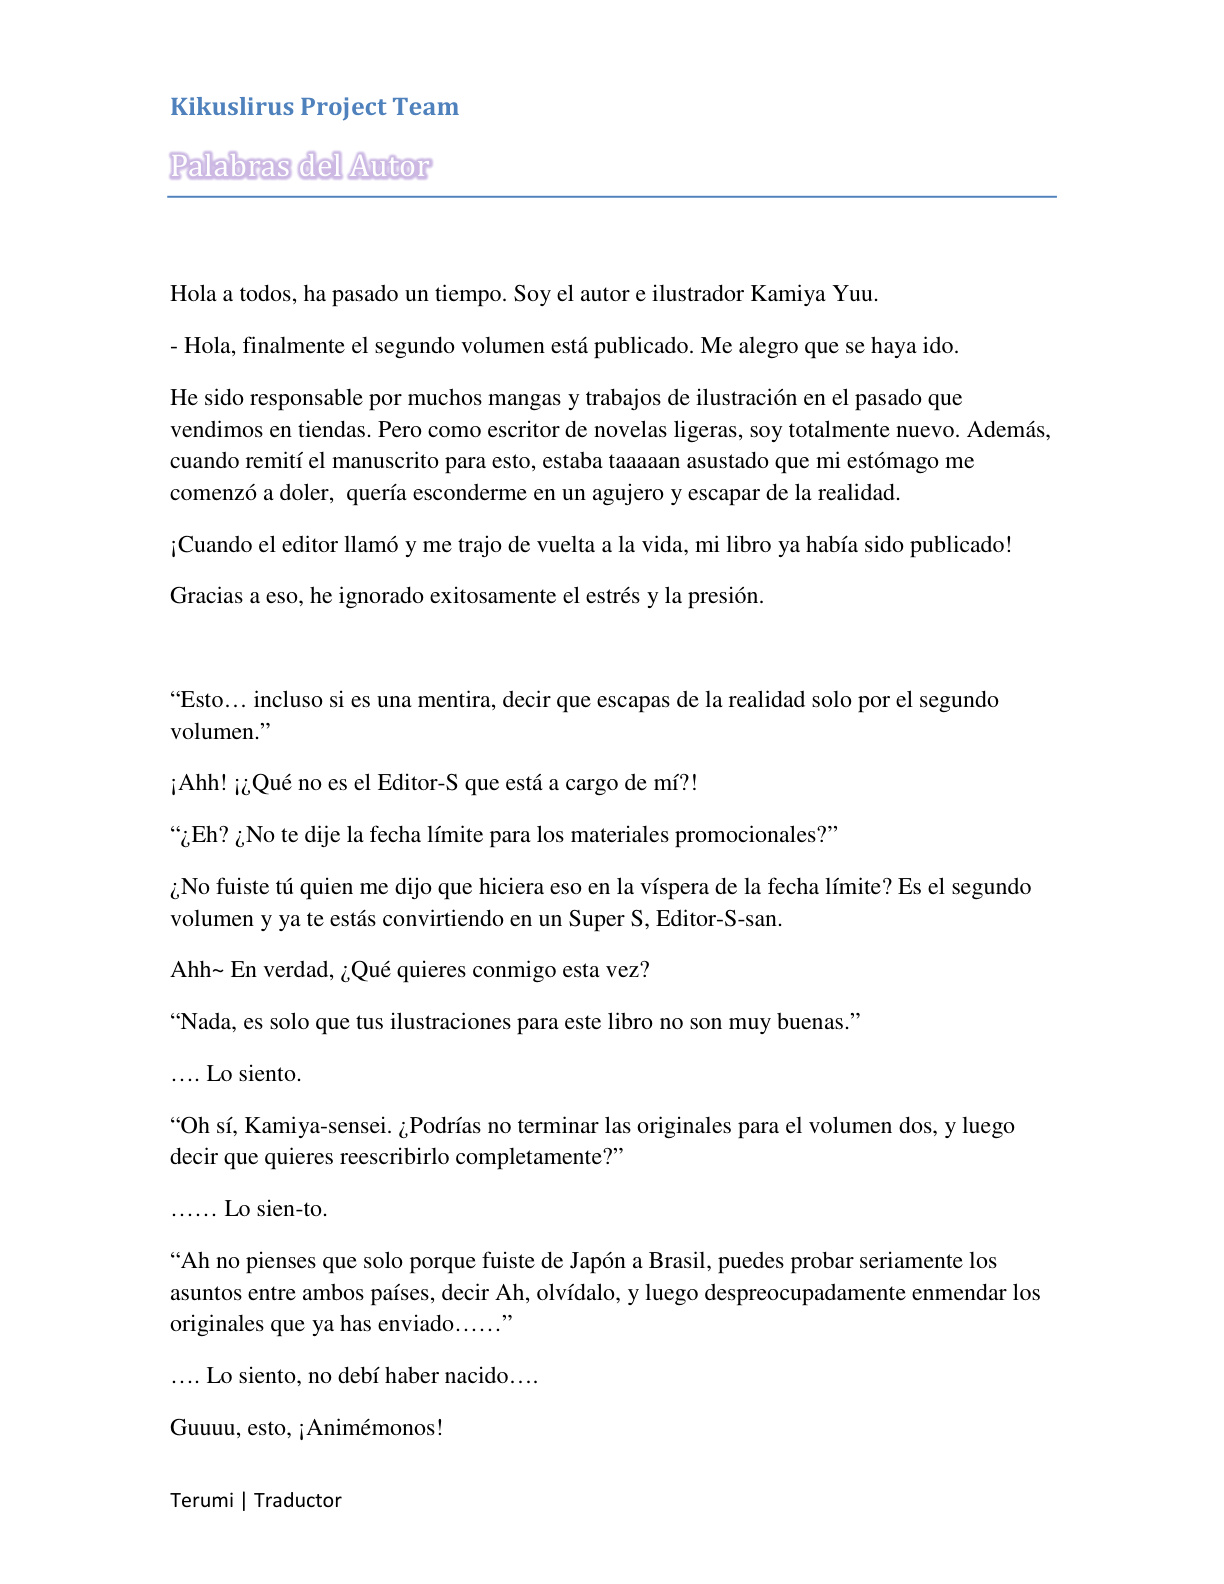 Kikuslirus Project Team
Palabras del Autor
Hola a todos, ha pasado un tiempo. Soy el autor e ilustrador Kamiya Yuu.
- Hola, finalmente el segundo volumen está publicado. Me alegro que se haya ido.
He sido responsable por muchos mangas y trabajos de ilustración en el pasado que
vendimos en tiendas. Pero como escritor de novelas ligeras, soy totalmente nuevo. Además,
cuando remití el manuscrito para esto, estaba taaaaan asustado que mi estómago me
comenzó a doler,  quería esconderme en un agujero y escapar de la realidad.
¡Cuando el editor llamó y me trajo de vuelta a la vida, mi libro ya había sido publicado!
Gracias a eso, he ignorado exitosamente el estrés y la presión.
“Esto… incluso si es una mentira, decir que escapas de la realidad solo por el segundo
volumen.”
¡Ahh! ¡¿Qué no es el Editor-S que está a cargo de mí?!
“¿Eh? ¿No te dije la fecha límite para los materiales promocionales?”
¿No fuiste tú quien me dijo que hiciera eso en la víspera de la fecha límite? Es el segundo
volumen y ya te estás convirtiendo en un Super S, Editor-S-san.
Ahh~ En verdad, ¿Qué quieres conmigo esta vez?
“Nada, es solo que tus ilustraciones para este libro no son muy buenas.”
…. Lo siento.
“Oh sí, Kamiya-sensei. ¿Podrías no terminar las originales para el volumen dos, y luego
decir que quieres reescribirlo completamente?”
…… Lo sien-to.
“Ah no pienses que solo porque fuiste de Japón a Brasil, puedes probar seriamente los
asuntos entre ambos países, decir Ah, olvídalo, y luego despreocupadamente enmendar los
originales que ya has enviado……”
…. Lo siento, no debí haber nacido….
Guuuu, esto, ¡Animémonos!
Terumi | Traductor